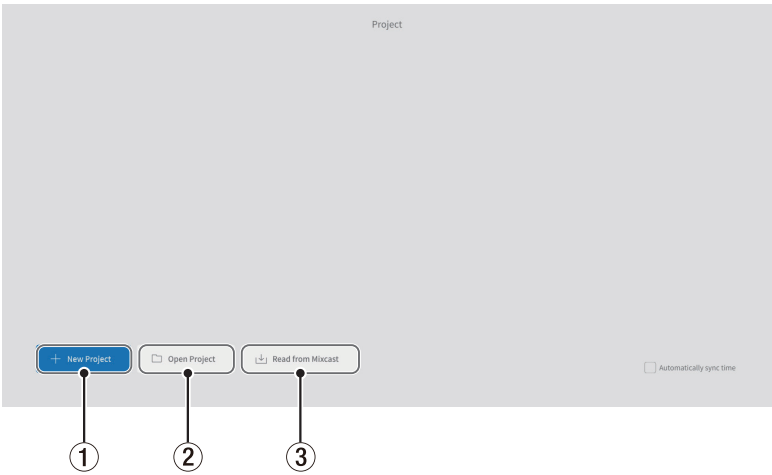 Project
New Project
Open Project
Read from Mixcast
Automatically sync time
① ② ③